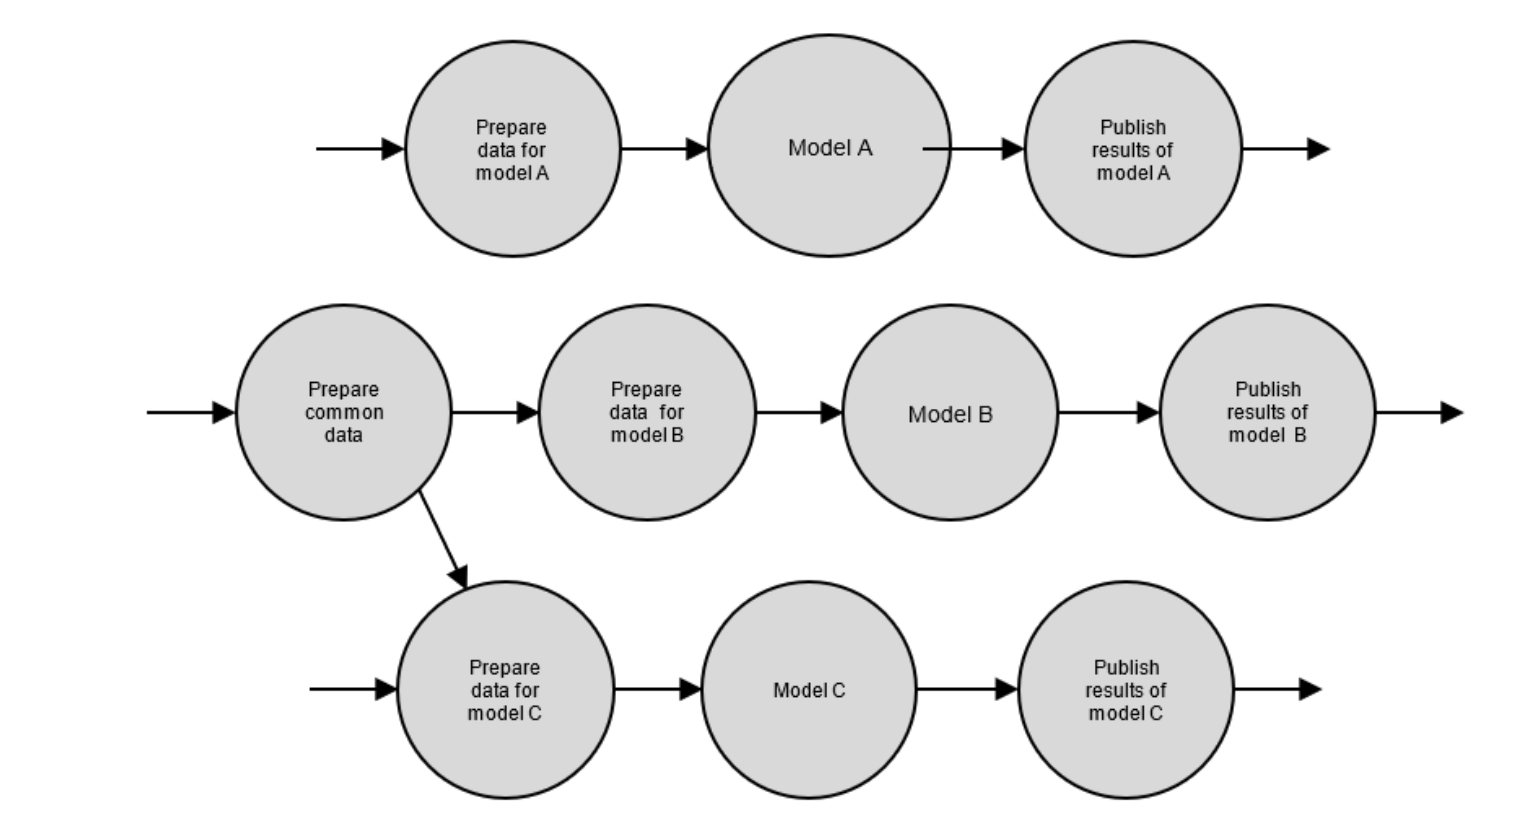 Prepare
data for
model A
Model A
Publish
results of
model A
Prepare
common
data
Prepare
data for
model B
Model B
Publish
results of
model B
Prepare
data for
model C
Model C
Publish
results of
model C